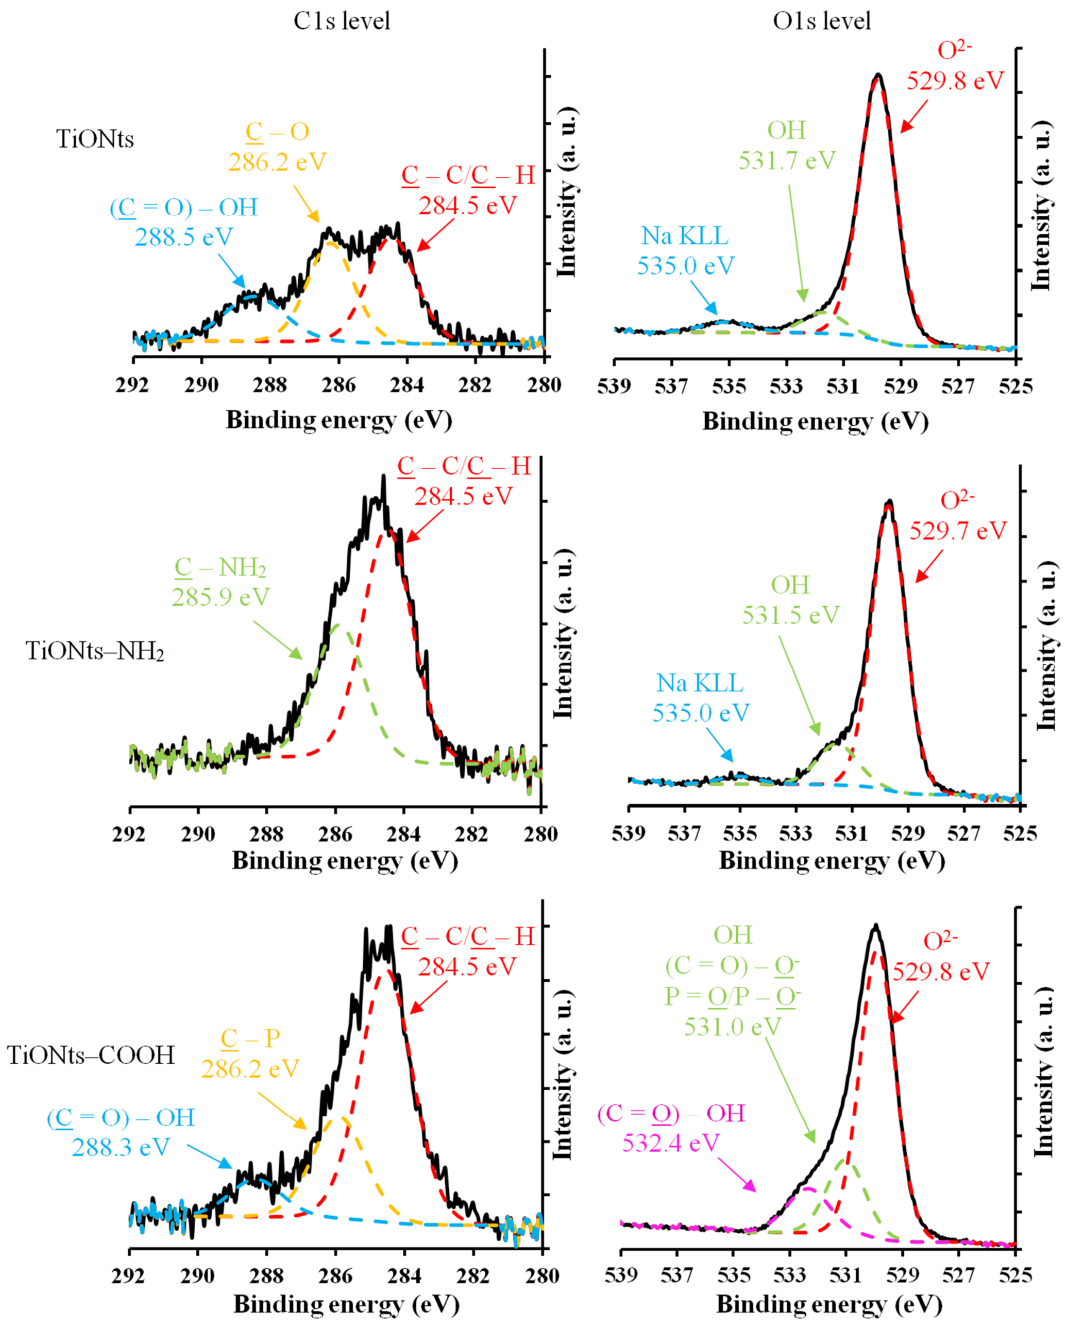 C1s level
O1s level
TiONts
C – O
286.2 eV
C – C/C – H
284.5 eV
(C = O) – OH
288.5 eV
Intensity (a. u.)
292 290 288 286 284 282 280
Binding energy (eV)
O²⁻
529.8 eV
OH
531.7 eV
Na KLL
535.0 eV
Intensity (a. u.)
539 537 535 533 531 529 527 525
Binding energy (eV)
TiONts–NH₂
C – C/C – H
284.5 eV
C – NH₂
285.9 eV
Intensity (a. u.)
292 290 288 286 284 282 280
Binding energy (eV)
O²⁻
529.7 eV
OH
531.5 eV
Na KLL
535.0 eV
Intensity (a. u.)
539 537 535 533 531 529 527 525
Binding energy (eV)
TiONts–COOH
C – C/C – H
284.5 eV
C – P
286.2 eV
(C = O) – OH
288.3 eV
Intensity (a. u.)
292 290 288 286 284 282 280
Binding energy (eV)
OH
(C = O) – O⁻
P = O/P – O⁻
531.0 eV
O²⁻
529.8 eV
(C = O) – OH
532.4 eV
Intensity (a. u.)
539 537 535 533 531 529 527 525
Binding energy (eV)